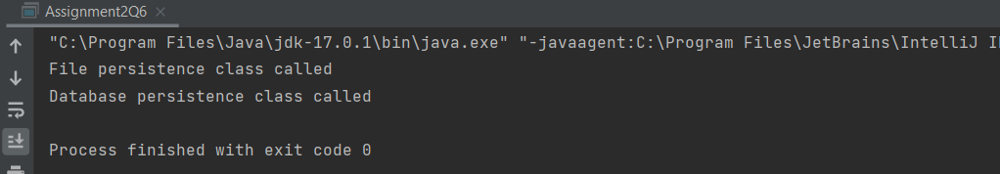 Assignment2Q6
"C:\Program Files\Java\jdk-17.0.1\bin\java.exe" "-javaagent:C:\Program Files\JetBrains\IntelliJ
File persistence class called
Database persistence class called
Process finished with exit code 0